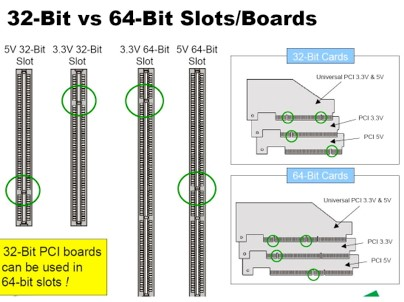 32-Bit vs 64-Bit Slots/Boards
5V 32-Bit
Slot
3.3V 32-Bit
Slot
3.3V 64-Bit
Slot
5V 64-Bit
Slot
32-Bit Cards
Universal PCI 3.3V & 5V
PCI 3.3V
PCI 5V
64-Bit Cards
Universal PCI 3.3V & 5V
PCI 3.3V
PCI 5V
32-Bit PCI boards
can be used in
64-bit slots !